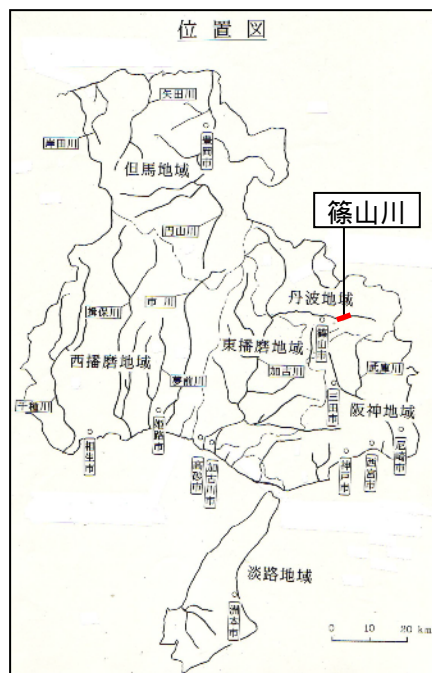 位置図
矢田川
岸田川
豊岡市
但馬地域
円山川
篠山川
市川
丹波地域
揖保川
篠山市
東播磨地域
西播磨地域
加古川
武庫川
夢前川
三田市
千種川
阪神地域
姫路市
相生市
高砂市
加古川市
神戸市
西宮市
尼崎市
淡路地域
洲本市
0 10 20 km